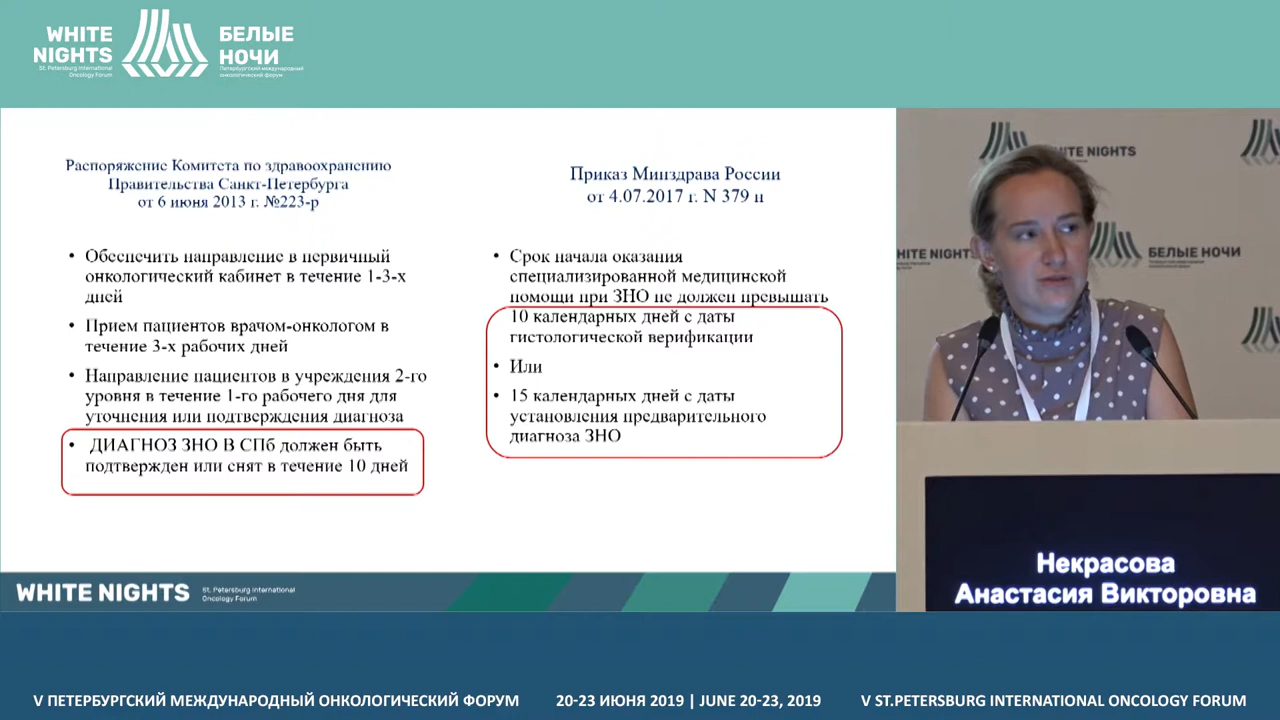 WHITE
NIGHTS
St. Petersburg International
Oncology Forum
БЕЛЫЕ
НОЧИ
Петербургский международный
онкологический форум
Распоряжение Комитета по здравоохранению
Правительства Санкт-Петербурга
от 6 июня 2013 г. №223-р
• Обеспечить направление в первичный
онкологический кабинет в течение 1-3-х
дней
• Прием пациентов врачом-онкологом в
течение 3-х рабочих дней
• Направление пациентов в учреждения 2-го
уровня в течение 1-го рабочего дня для
уточнения или подтверждения диагноза
• ДИАГНОЗ ЗНО В СПб должен быть
подтвержден или снят в течение 10 дней
Приказ Минздрава России
от 4.07.2017 г. N 379 н
• Срок начала оказания
специализированной медицинской
помощи при ЗНО не должен превышать
10 календарных дней с даты
гистологической верификации
• Или
• 15 календарных дней с даты
установления предварительного
диагноза ЗНО
WHITE NIGHTS
St. Petersburg International
Oncology Forum
WHITE NIGHTS
БЕЛЫЕ НОЧИ
HITE NIGHTS
Некрасова
Анастасия Викторовна
V ПЕТЕРБУРГСКИЙ МЕЖДУНАРОДНЫЙ ОНКОЛОГИЧЕСКИЙ ФОРУМ
20-23 ИЮНЯ 2019 | JUNE 20-23, 2019
V ST.PETERSBURG INTERNATIONAL ONCOLOGY FORUM